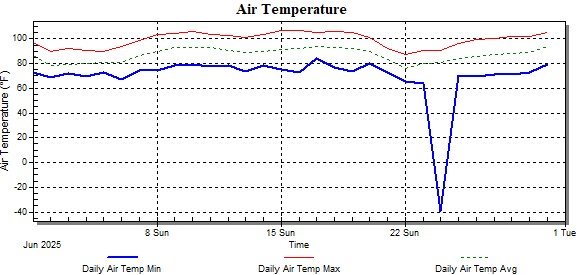 Air Temperature
Air Temperature (°F)
100
80
60
40
20
0
-20
-40
8 Sun 15 Sun 22 Sun 1 Tue
Jun 2025 Time
Daily Air Temp Min Daily Air Temp Max Daily Air Temp Avg